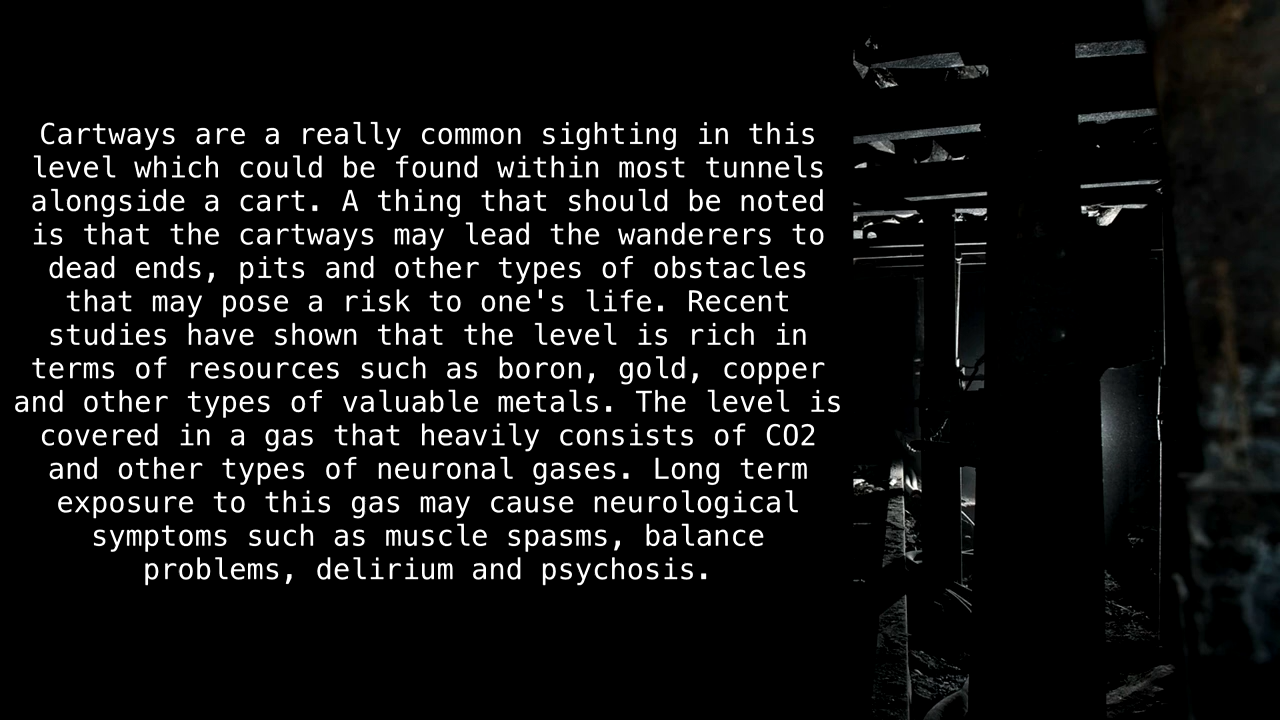 Cartways are a really common sighting in this
level which could be found within most tunnels
alongside a cart. A thing that should be noted
is that the cartways may lead the wanderers to
dead ends, pits and other types of obstacles
that may pose a risk to one's life. Recent
studies have shown that the level is rich in
terms of resources such as boron, gold, copper
and other types of valuable metals. The level is
covered in a gas that heavily consists of CO2
and other types of neuronal gases. Long term
exposure to this gas may cause neurological
symptoms such as muscle spasms, balance
problems, delirium and psychosis.